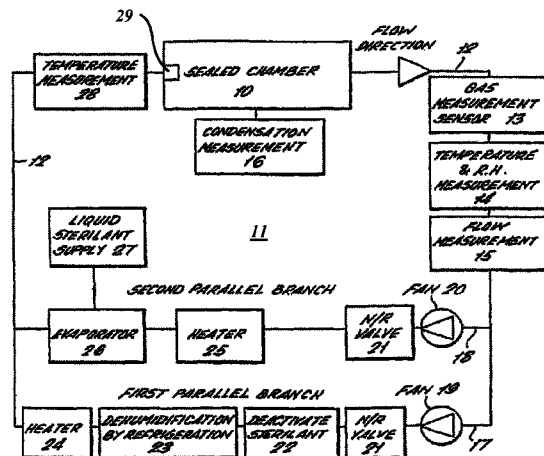 29
FLOW
DIRECTION
TEMPERATURE
MEASUREMENT
28
SEALED CHAMBER
10
12
GAS
MEASUREMENT
SENSOR 13
CONDENSATION
MEASUREMENT
16
TEMPERATURE
& R.H.
MEASUREMENT
14
12
LIQUID
STERILANT
SUPPLY 27
11
FLOW
MEASUREMENT
15
SECOND PARALLEL BRANCH
FAN 20
EVAPORATOR
26
HEATER
25
N/R
VALVE
21
18
FIRST PARALLEL BRANCH
FAN 19
HEATER
24
DEHUMIDIFICATION
BY REFRIGERATION
23
DEACTIVATE
STERILANT
22
N/R
VALVE
21
17